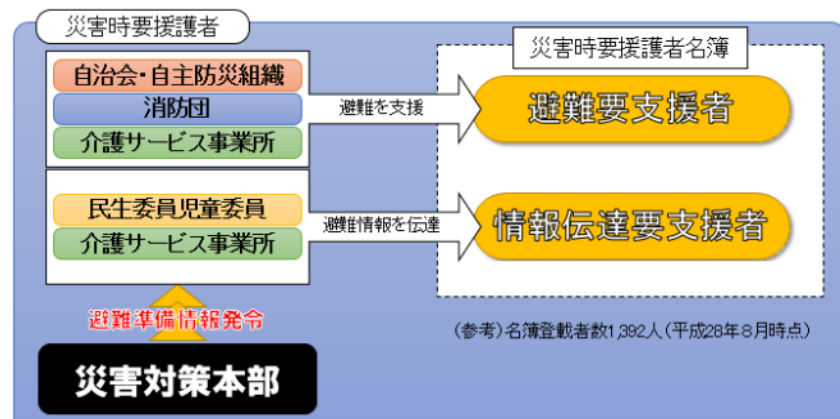 災害時要援護者
自治会・自主防災組織
消防団
介護サービス事業所
避難を支援
民生委員児童委員
介護サービス事業所
避難情報を伝達
避難準備情報発令
災害対策本部
災害時要援護者名簿
避難要支援者
情報伝達要支援者
(参考)名簿登載者数1,392人(平成28年8月時点)